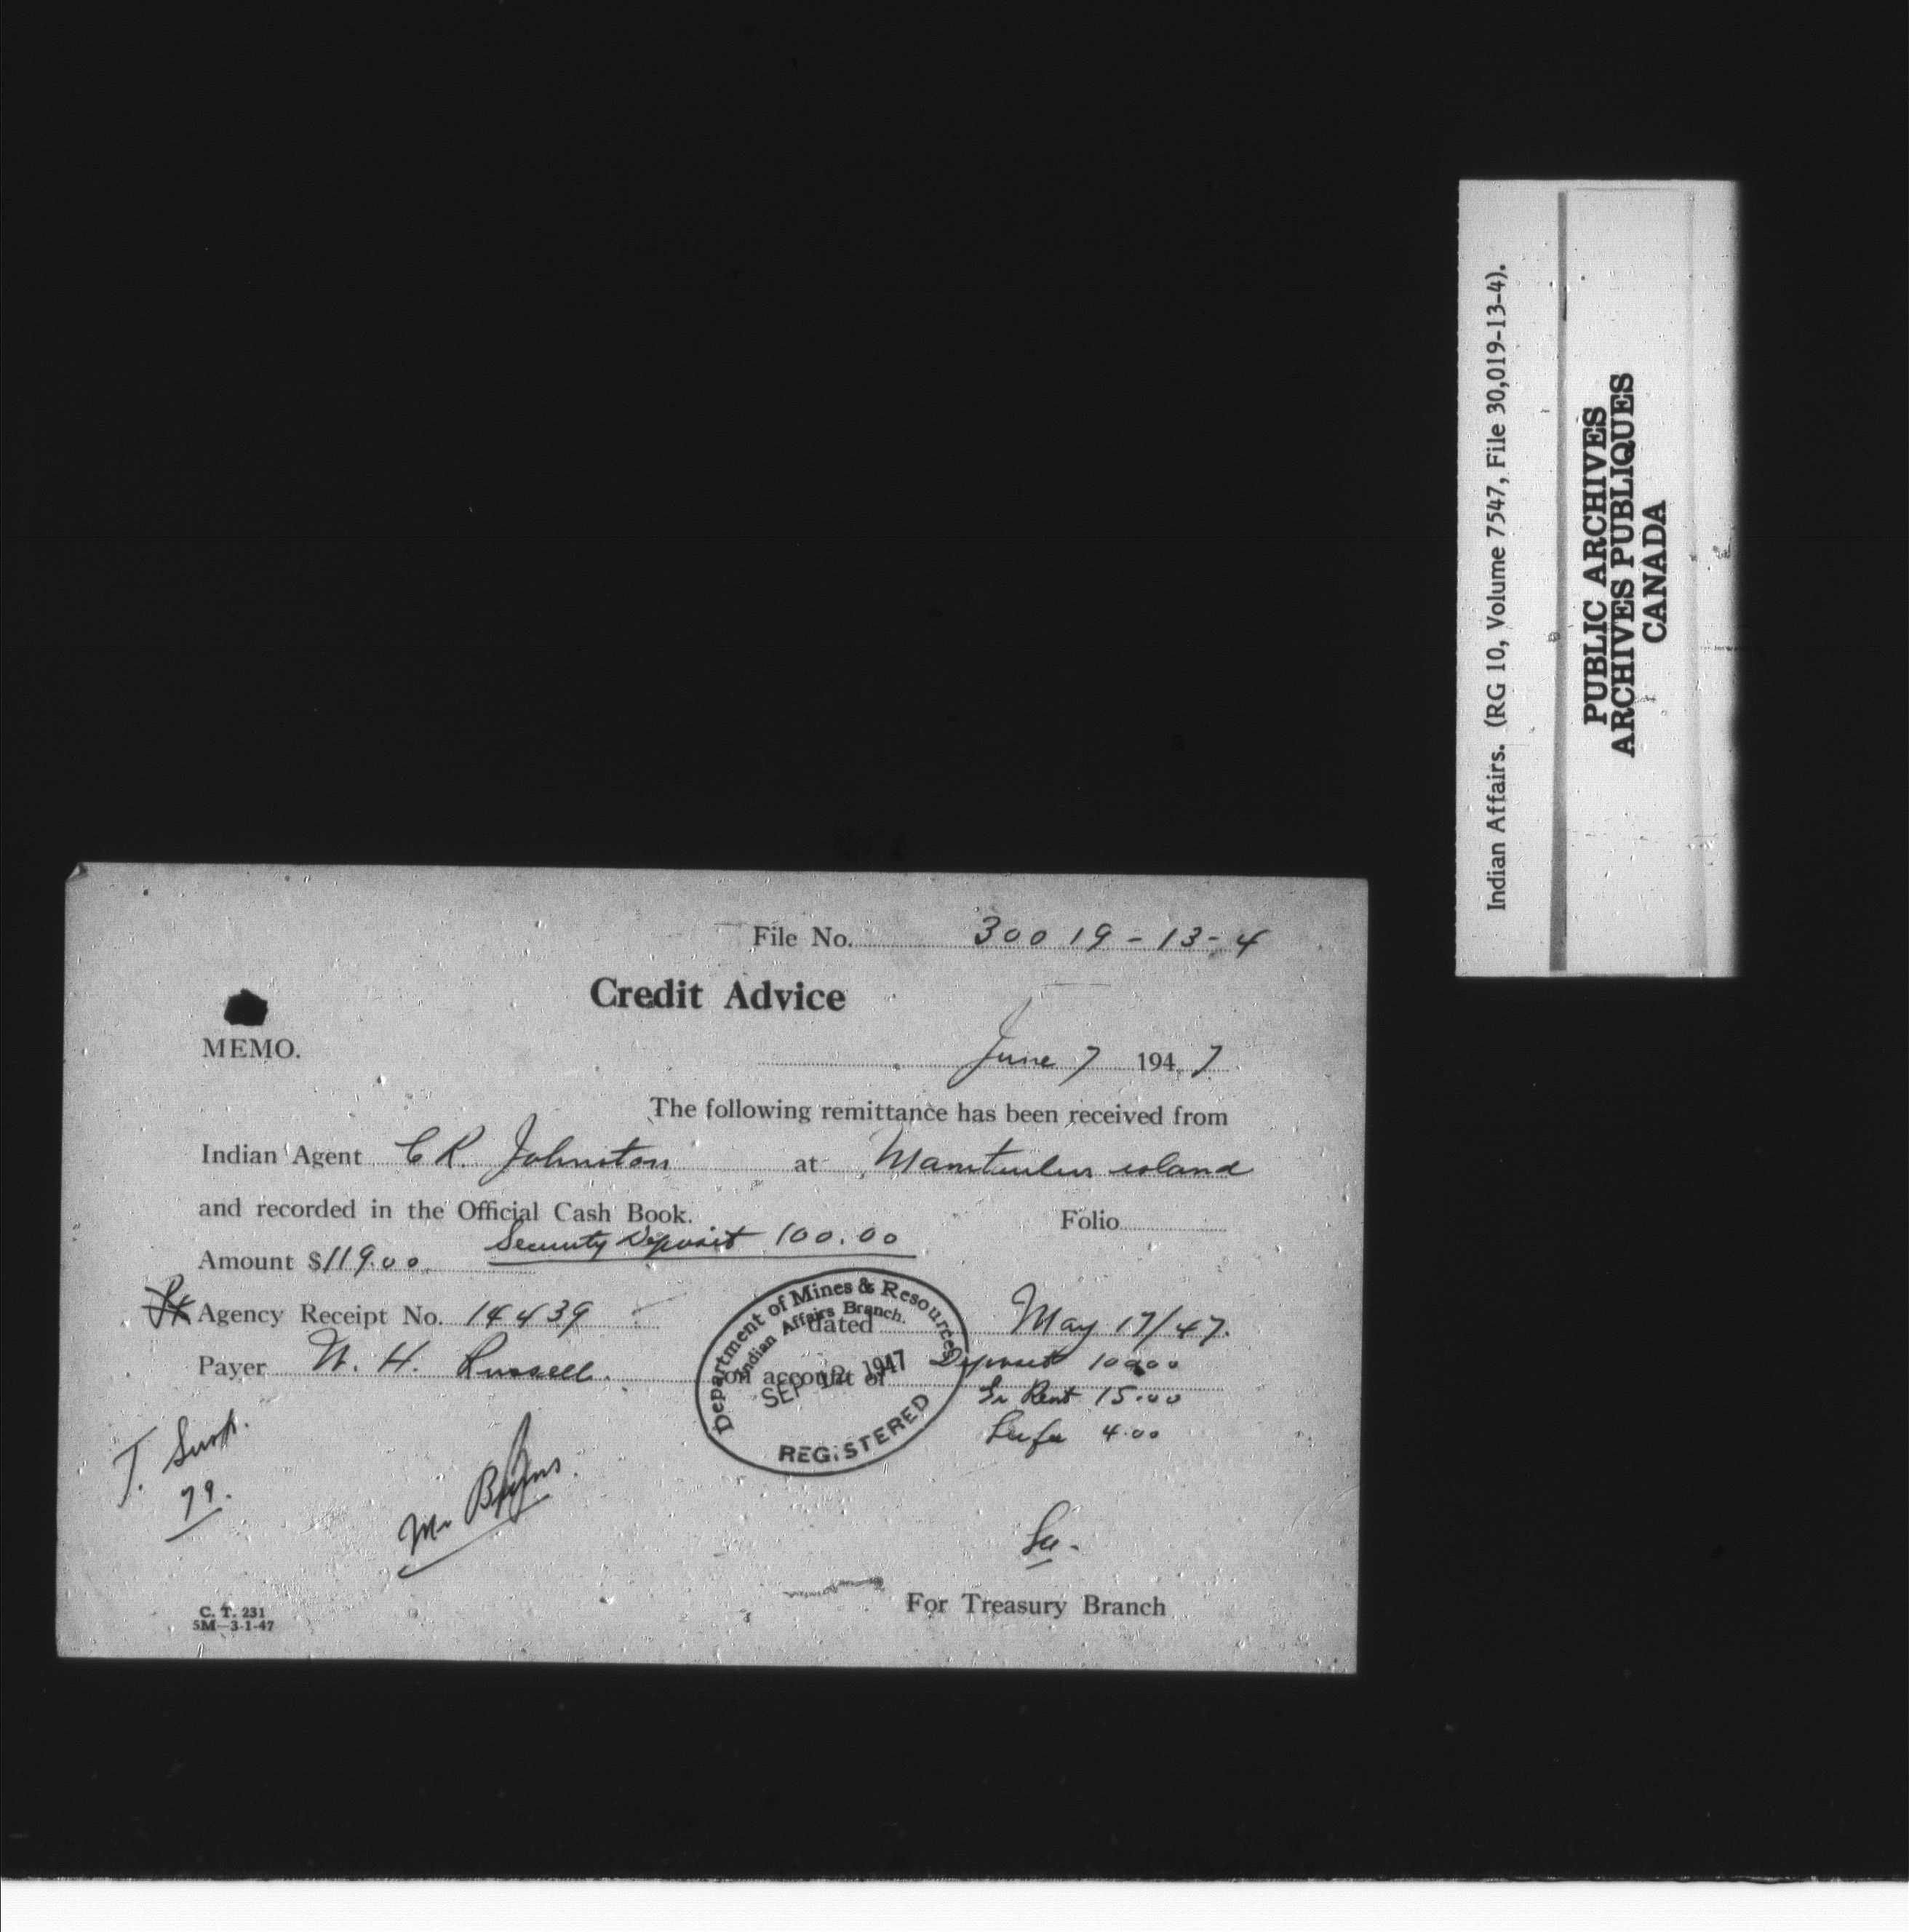 File No. 30019-13-4
Credit Advice
MEMO.
June 7 1947
The following remittance has been received from
Indian Agent C R. Johnston at Manitoulin island
and recorded in the Official Cash Book. Folio
Security Deposit 100.00
Amount $119.00
Agency Receipt No. 14439 dated May 17/47.
Payer W. H. Russell. on account of Deposit 100.00
Gr Rent 15.00
4.00
Department of Mines & Resources
Indian Affairs Branch.
SEP 12 1947
REGISTERED
79.
Mr
For Treasury Branch
C. T. 231
5M-3-1-47
Indian Affairs. (RG 10, Volume 7547, File 30,019-13-4).
PUBLIC ARCHIVES
ARCHIVES PUBLIQUES
CANADA